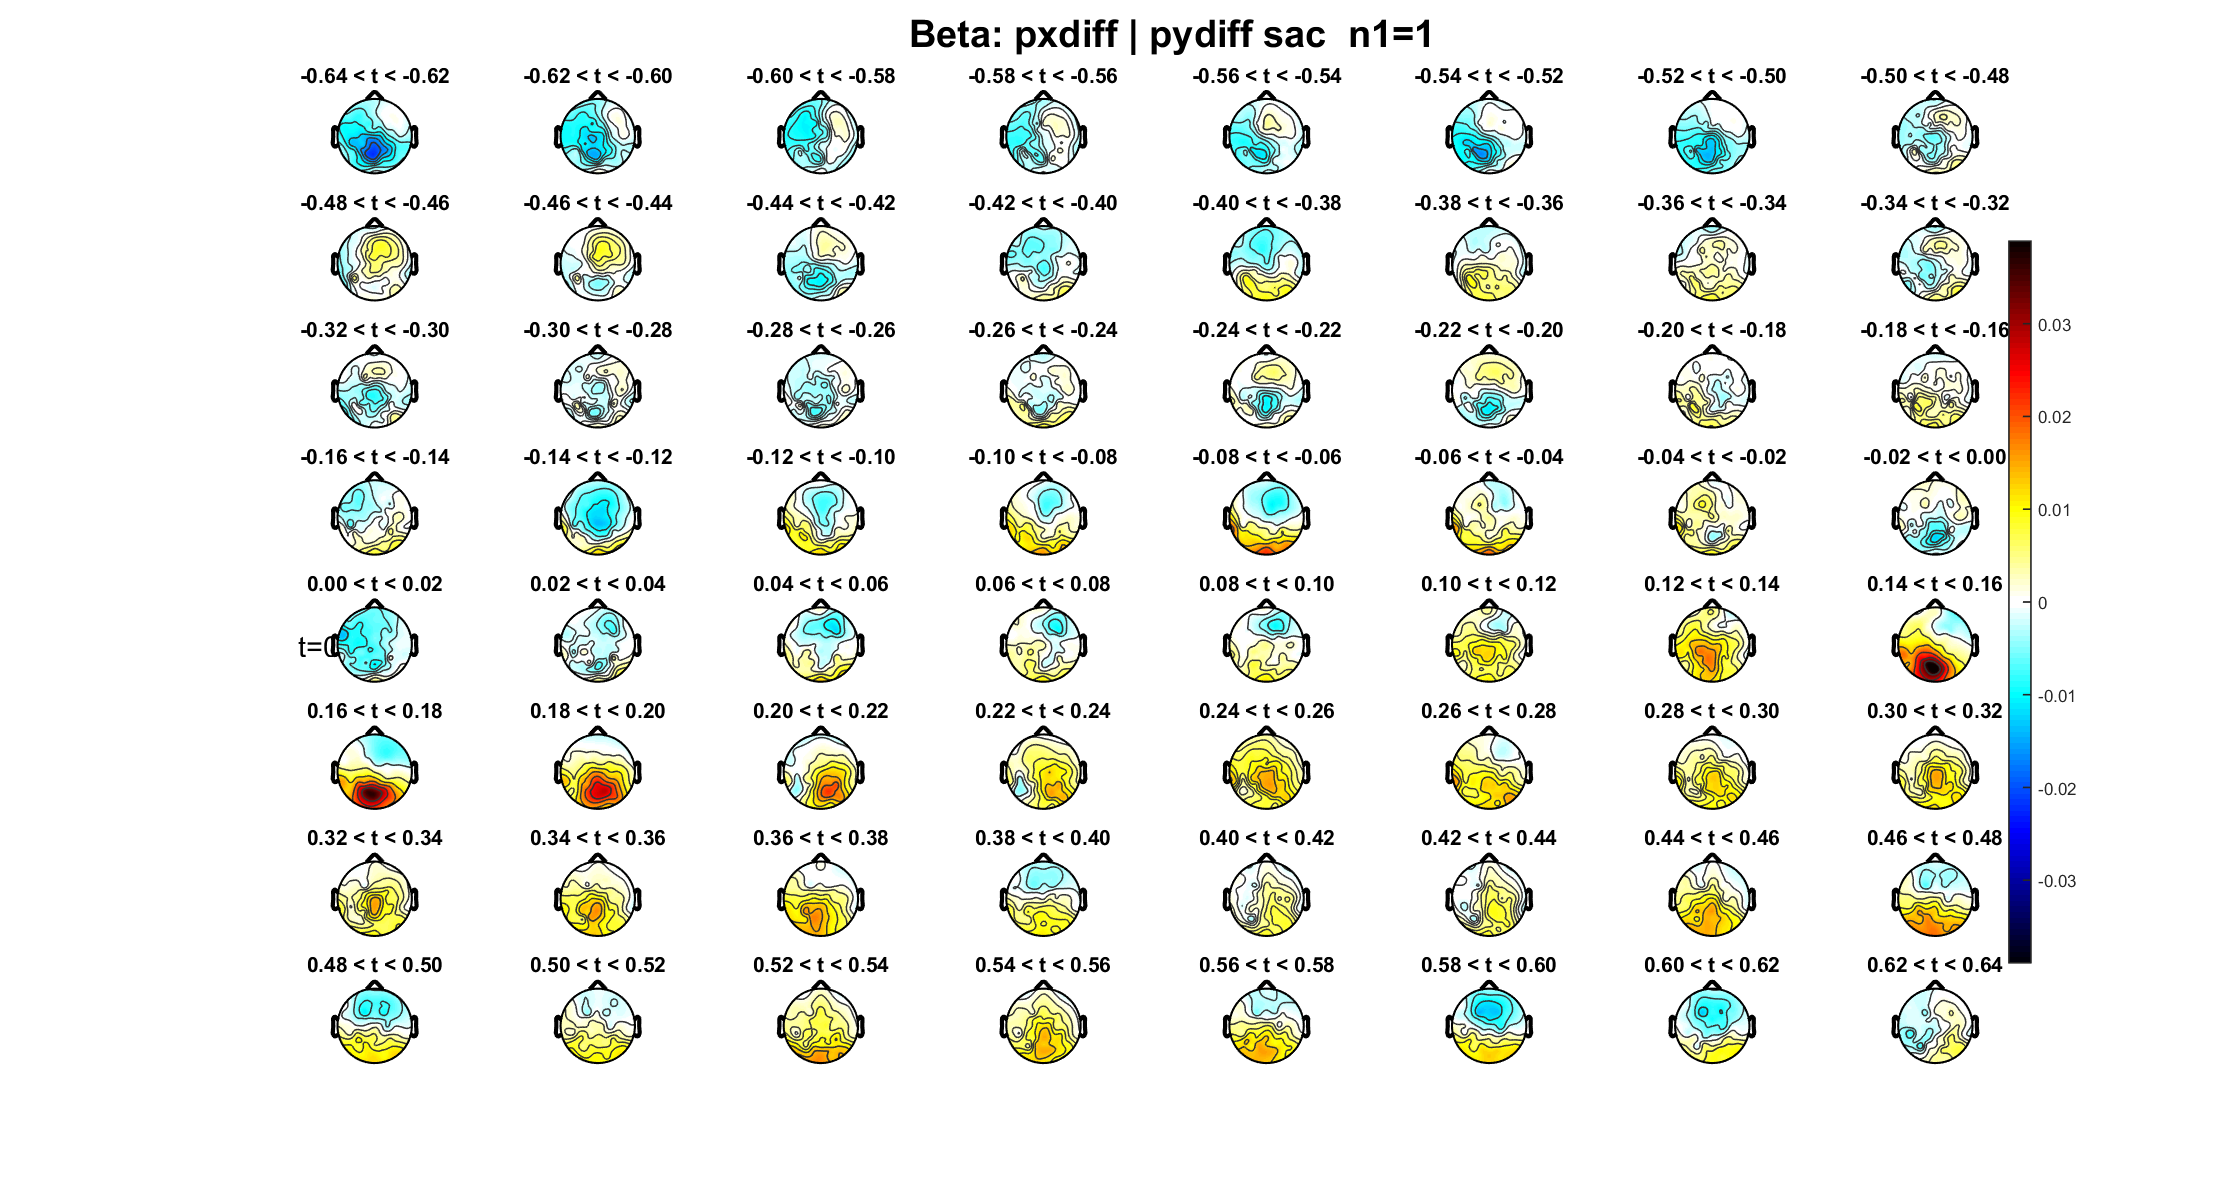 Beta: pxdiff | pydiff sac n1=1
-0.64 < t < -0.62 -0.62 < t < -0.60 -0.60 < t < -0.58 -0.58 < t < -0.56 -0.56 < t < -0.54 -0.54 < t < -0.52 -0.52 < t < -0.50 -0.50 < t < -0.48
-0.48 < t < -0.46 -0.46 < t < -0.44 -0.44 < t < -0.42 -0.42 < t < -0.40 -0.40 < t < -0.38 -0.38 < t < -0.36 -0.36 < t < -0.34 -0.34 < t < -0.32
-0.32 < t < -0.30 -0.30 < t < -0.28 -0.28 < t < -0.26 -0.26 < t < -0.24 -0.24 < t < -0.22 -0.22 < t < -0.20 -0.20 < t < -0.18 -0.18 < t < -0.16
-0.16 < t < -0.14 -0.14 < t < -0.12 -0.12 < t < -0.10 -0.10 < t < -0.08 -0.08 < t < -0.06 -0.06 < t < -0.04 -0.04 < t < -0.02 -0.02 < t < 0.00
0.00 < t < 0.02 0.02 < t < 0.04 0.04 < t < 0.06 0.06 < t < 0.08 0.08 < t < 0.10 0.10 < t < 0.12 0.12 < t < 0.14 0.14 < t < 0.16
t=0
0.16 < t < 0.18 0.18 < t < 0.20 0.20 < t < 0.22 0.22 < t < 0.24 0.24 < t < 0.26 0.26 < t < 0.28 0.28 < t < 0.30 0.30 < t < 0.32
0.32 < t < 0.34 0.34 < t < 0.36 0.36 < t < 0.38 0.38 < t < 0.40 0.40 < t < 0.42 0.42 < t < 0.44 0.44 < t < 0.46 0.46 < t < 0.48
0.48 < t < 0.50 0.50 < t < 0.52 0.52 < t < 0.54 0.54 < t < 0.56 0.56 < t < 0.58 0.58 < t < 0.60 0.60 < t < 0.62 0.62 < t < 0.64
0.03
0.02
0.01
0
-0.01
-0.02
-0.03